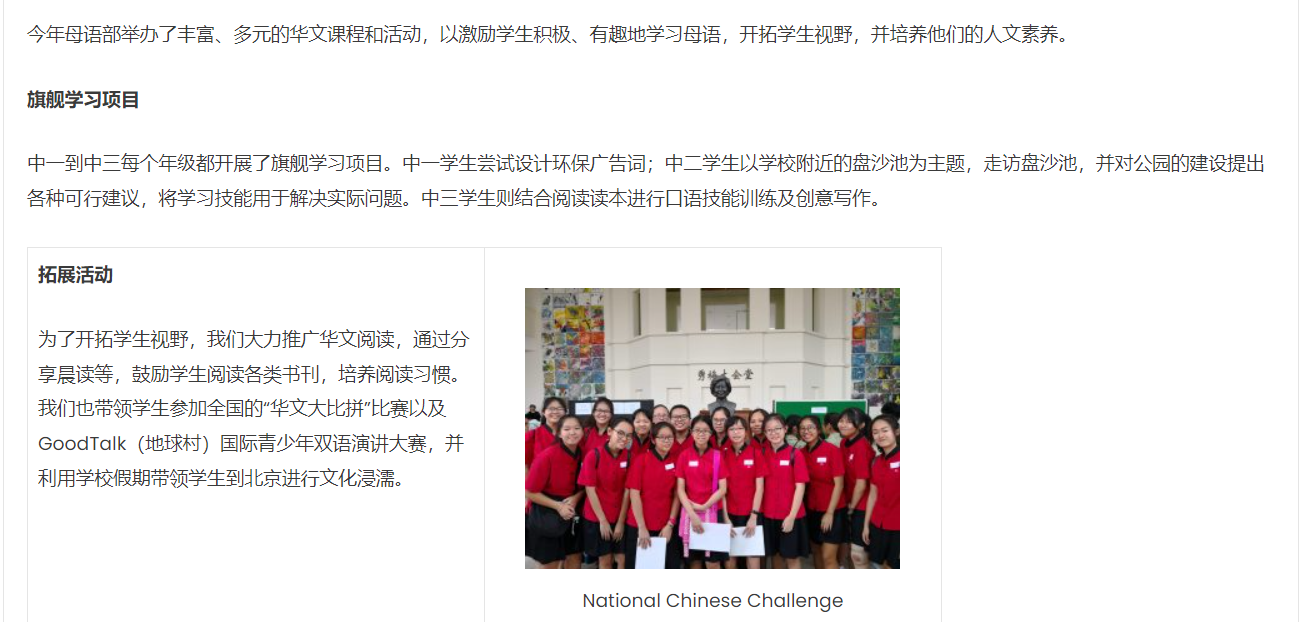 今年母语部举办了丰富、多元的华文课程和活动，以激励学生积极、有趣地学习母语，开拓学生视野，并培养他们的人文素养。
旗舰学习项目
中一到中三每个年级都开展了旗舰学习项目。中一学生尝试设计环保广告词；中二学生以学校附近的盘沙池为主题，走访盘沙池，并对公园的建设提出
各种可行建议，将学习技能用于解决实际问题。中三学生则结合阅读读本进行口语技能训练及创意写作。
拓展活动
为了开拓学生视野，我们大力推广华文阅读，通过分
享晨读等，鼓励学生阅读各类书刊，培养阅读习惯。
我们也带领学生参加全国的“华文大比拼”比赛以及
GoodTalk（地球村）国际青少年双语演讲大赛，并
利用学校假期带领学生到北京进行文化浸濡。
National Chinese Challenge